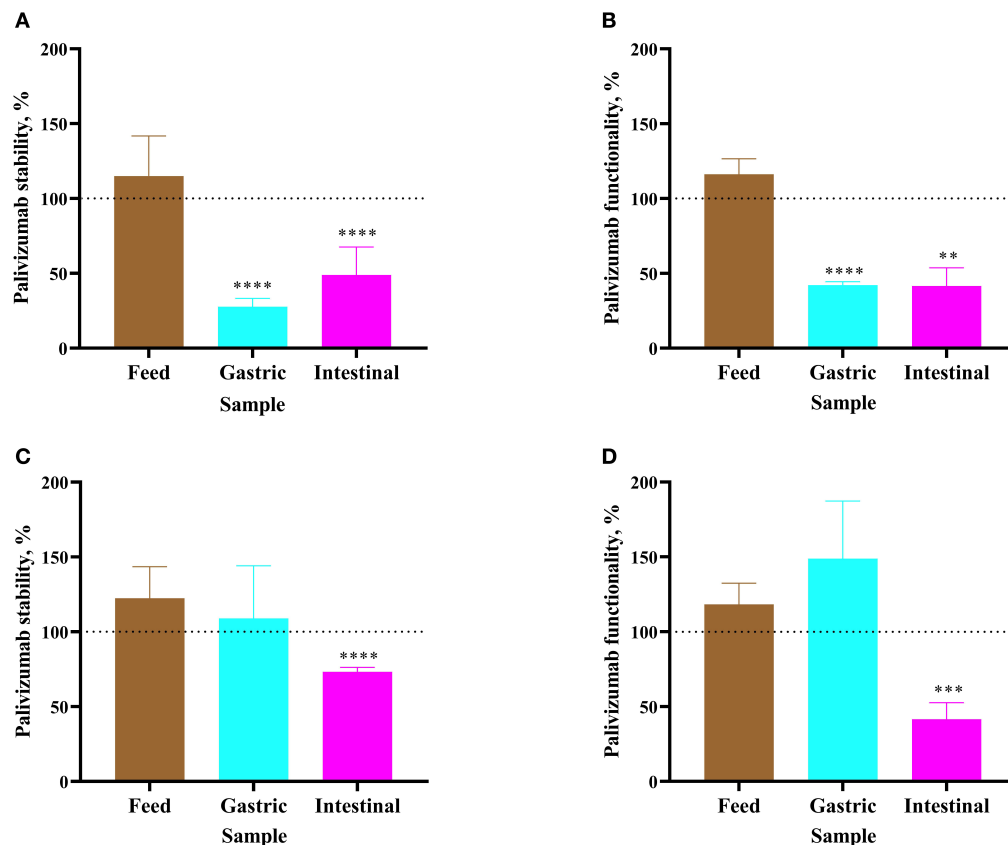 A
Palivizumab stability, %
200
150
100
50
0
****
****
Feed Gastric Intestinal
Sample
B
Palivizumab functionality, %
200
150
100
50
0
****
**
Feed Gastric Intestinal
Sample
C
Palivizumab stability, %
200
150
100
50
0
****
Feed Gastric Intestinal
Sample
D
Palivizumab functionality, %
200
150
100
50
0
***
Feed Gastric Intestinal
Sample